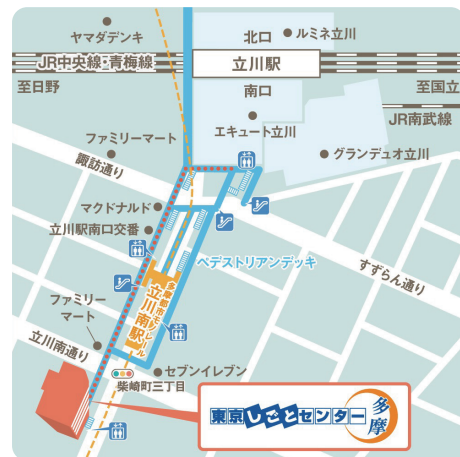 ヤマダデンキ
北口
ルミネ立川
JR中央線・青梅線
立川駅
至日野
南口
至国立
JR南武線
エキュート立川
ファミリーマート
グランデュオ立川
諏訪通り
マクドナルド
立川駅南口交番
ペデストリアンデッキ
すずらん通り
多摩都市モノレール
立川南駅
ファミリー
マート
立川南通り
セブンイレブン
柴崎町三丁目
東京しごとセンター多摩